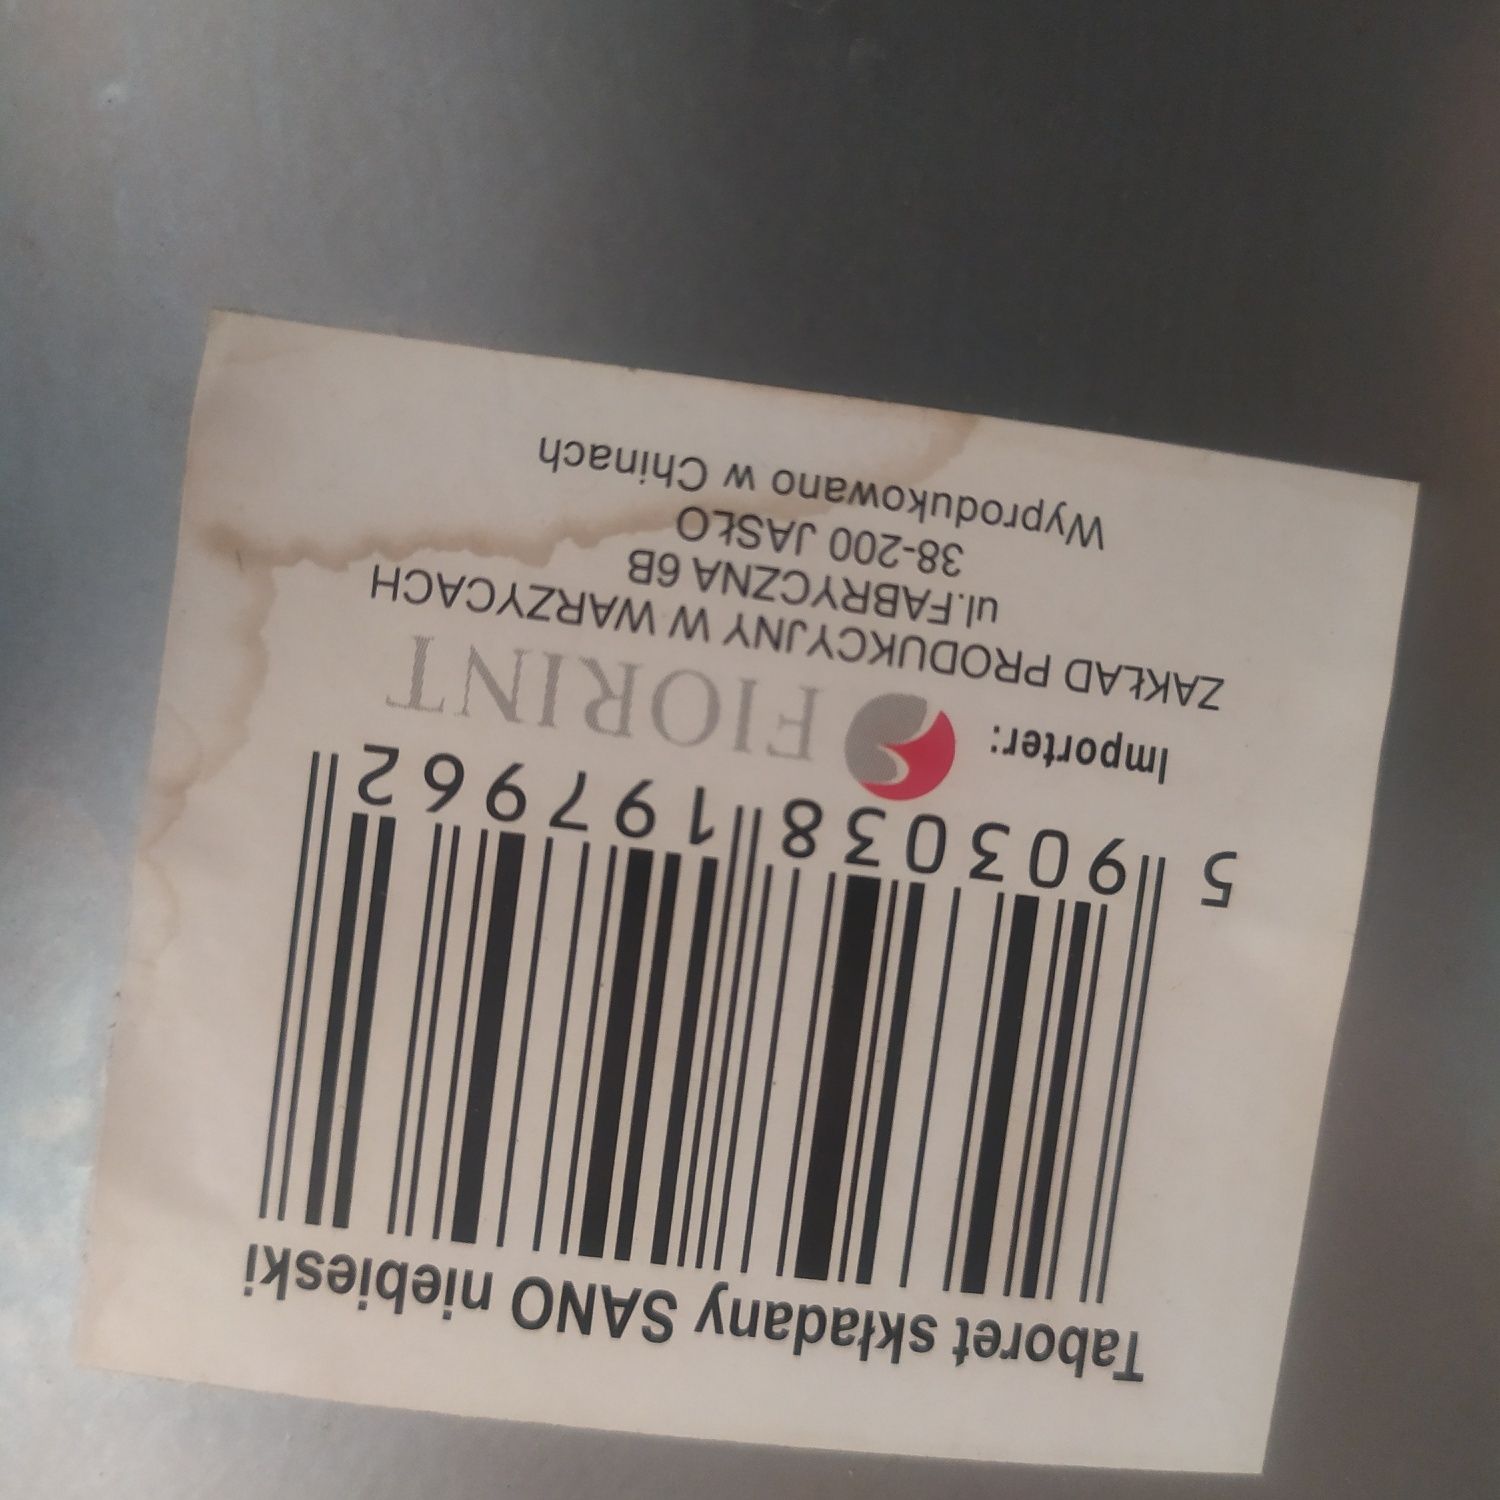 Taboret składany SANO niebieski
5 903038 197962
Importer: FIORINT
ZAKŁAD PRODUKCYJNY W WARZYCACH
ul.FABRYCZNA 6B
38-200 JASŁO
Wyprodukowano w Chinach